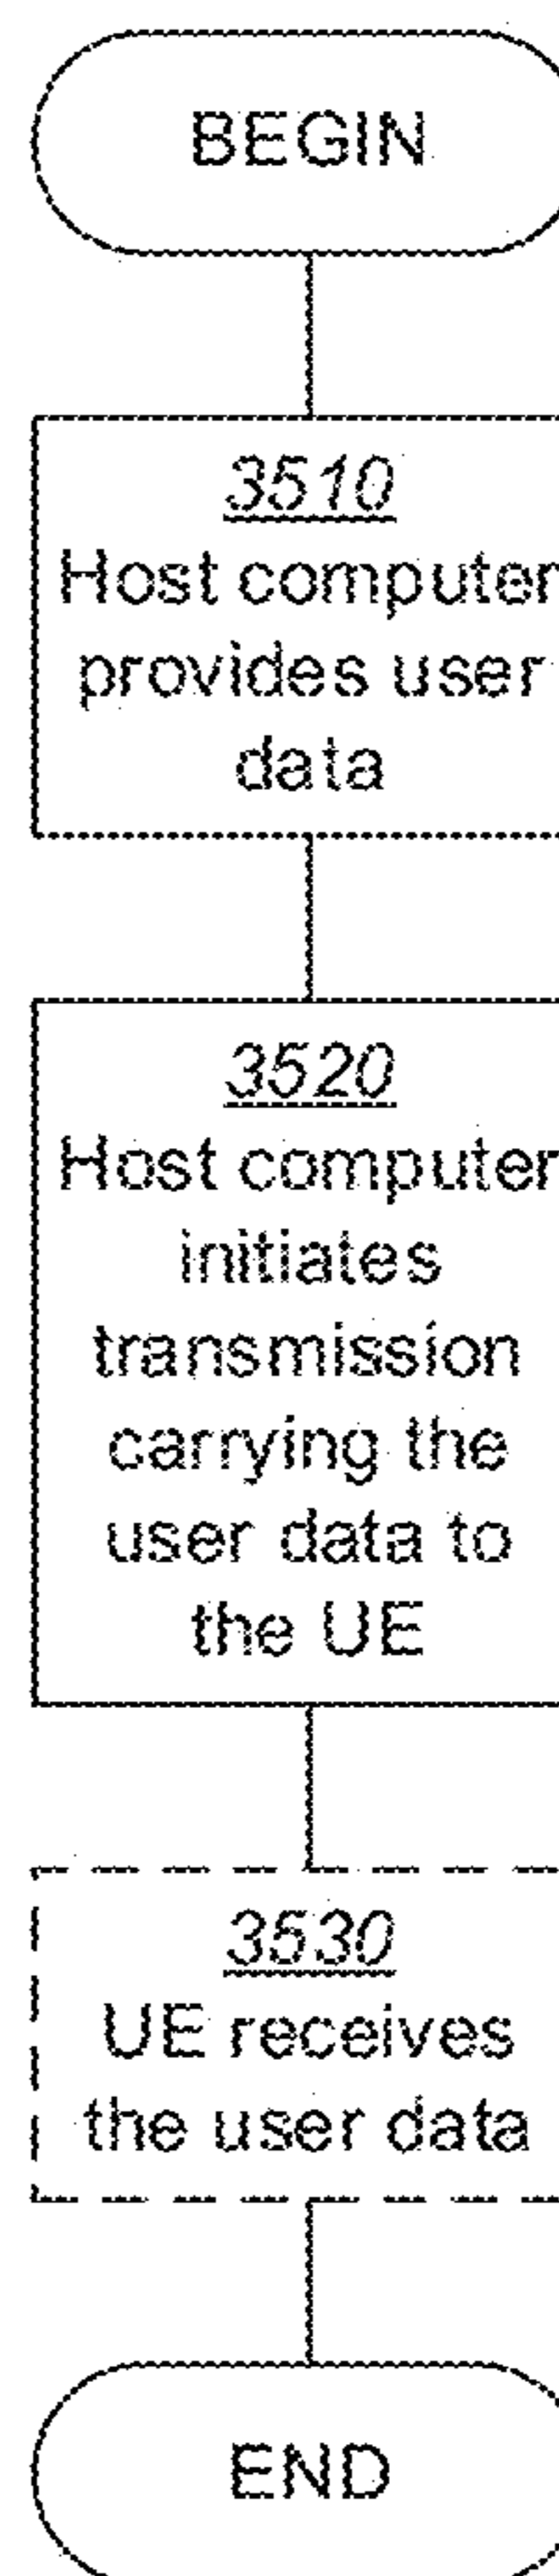 BEGIN
3510
Host computer
provides user
data
3520
Host computer
initiates
transmission
carrying the
user data to
the UE
3530
UE receives
the user data
END